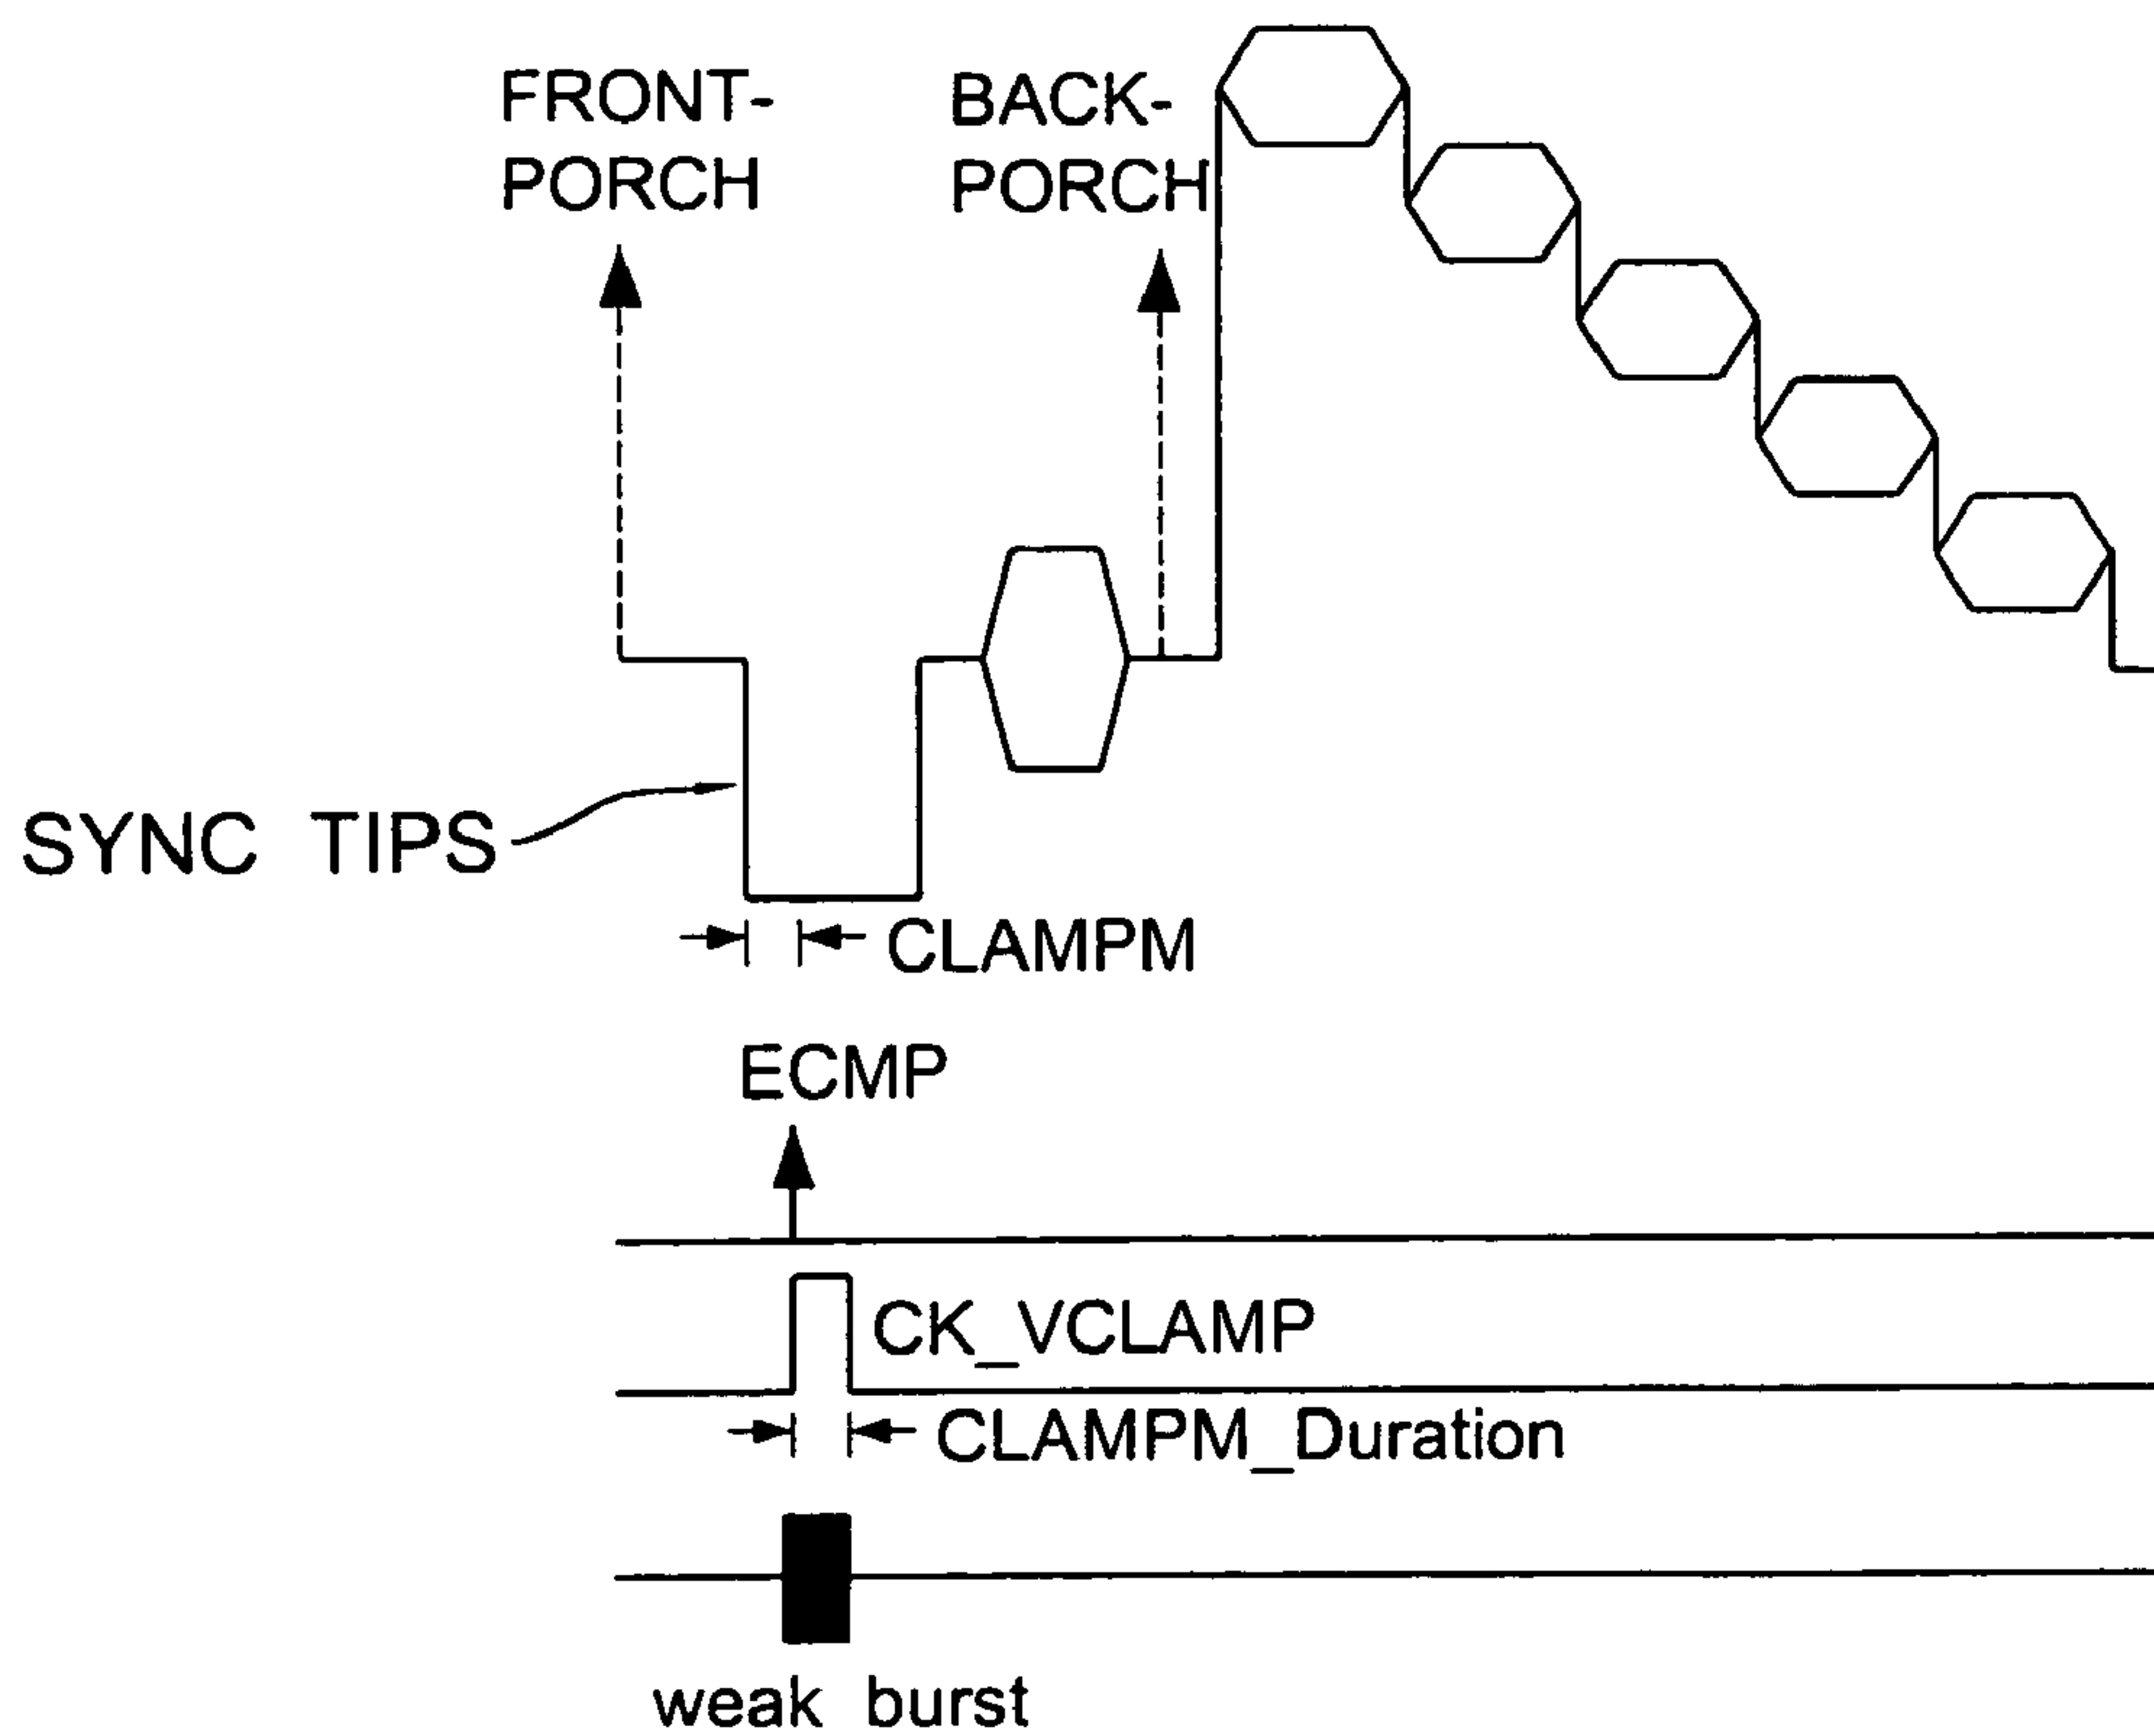 FRONT-
PORCH
BACK-
PORCH
SYNC TIPS
CLAMPM
ECMP
CK_VCLAMP
CLAMPM_Duration
weak burst